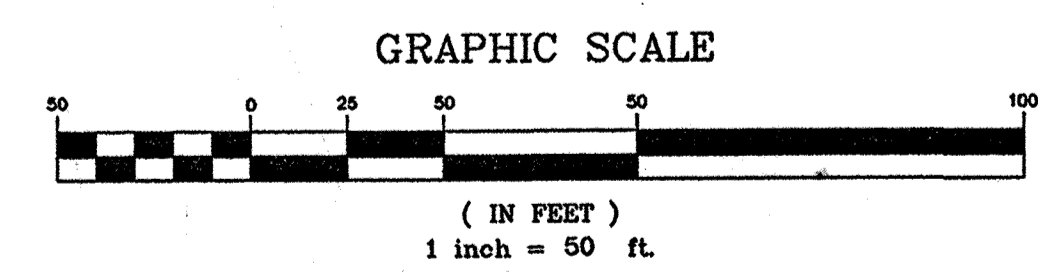 GRAPHIC SCALE
50 0 25 50 50 100
( IN FEET )
1 inch = 50 ft.